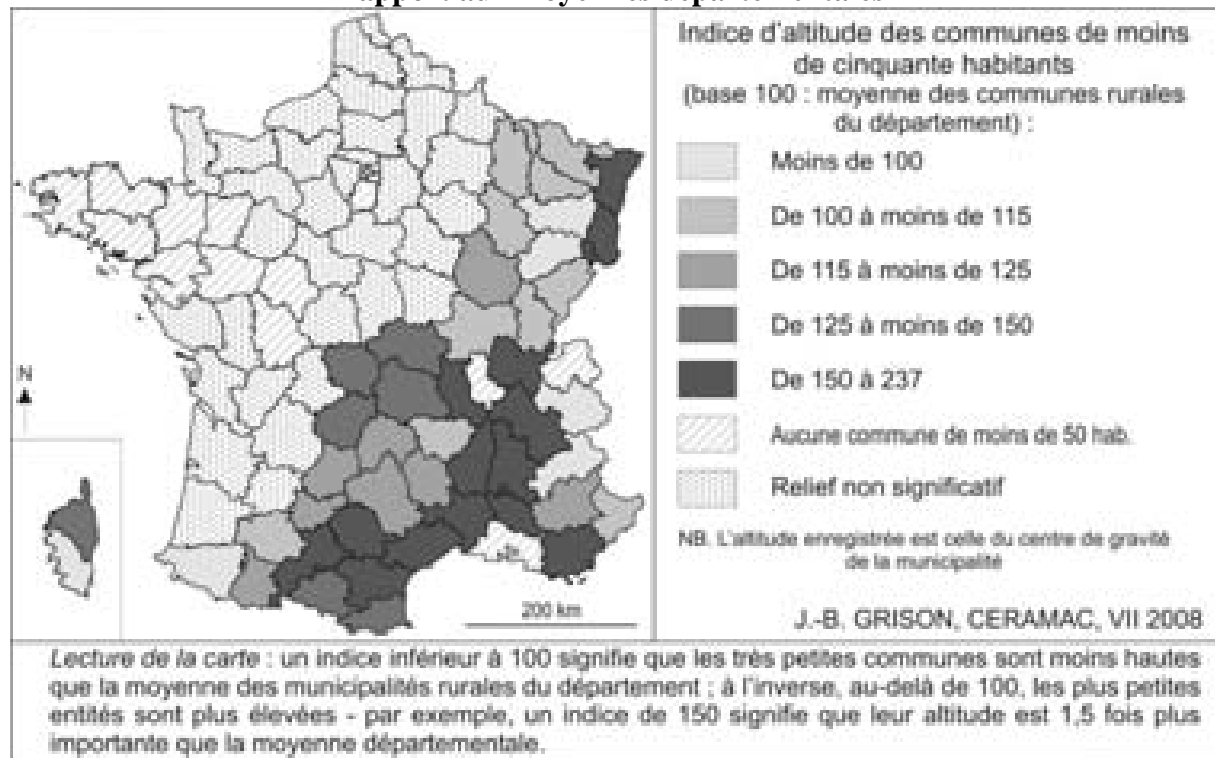 Indice d'altitude des communes de moins
de cinquante habitants
(base 100 : moyenne des communes rurales
du département) :
Moins de 100
De 100 à moins de 115
De 115 à moins de 125
De 125 à moins de 150
De 150 à 237
Aucune commune de moins de 50 hab.
Relief non significatif
NB. L'altitude enregistrée est celle du centre de gravité
de la municipalité
N
200 km
J.-B. GRISON, CERAMAC, VII 2008
Lecture de la carte : un indice inférieur à 100 signifie que les très petites communes sont moins hautes
que la moyenne des municipalités rurales du département ; à l'inverse, au-delà de 100, les plus petites
entités sont plus élevées - par exemple, un indice de 150 signifie que leur altitude est 1,5 fois plus
importante que la moyenne départementale.